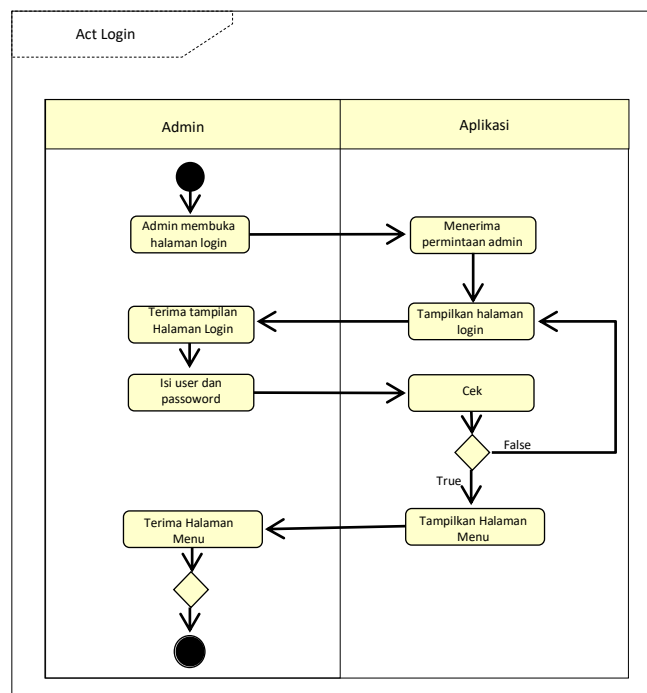 Act Login
Admin
Aplikasi
Admin membuka
halaman login
Menerima
permintaan admin
Terima tampilan
Halaman Login
Tampilkan halaman
login
Isi user dan
passoword
Cek
False
True
Terima Halaman
Menu
Tampilkan Halaman
Menu